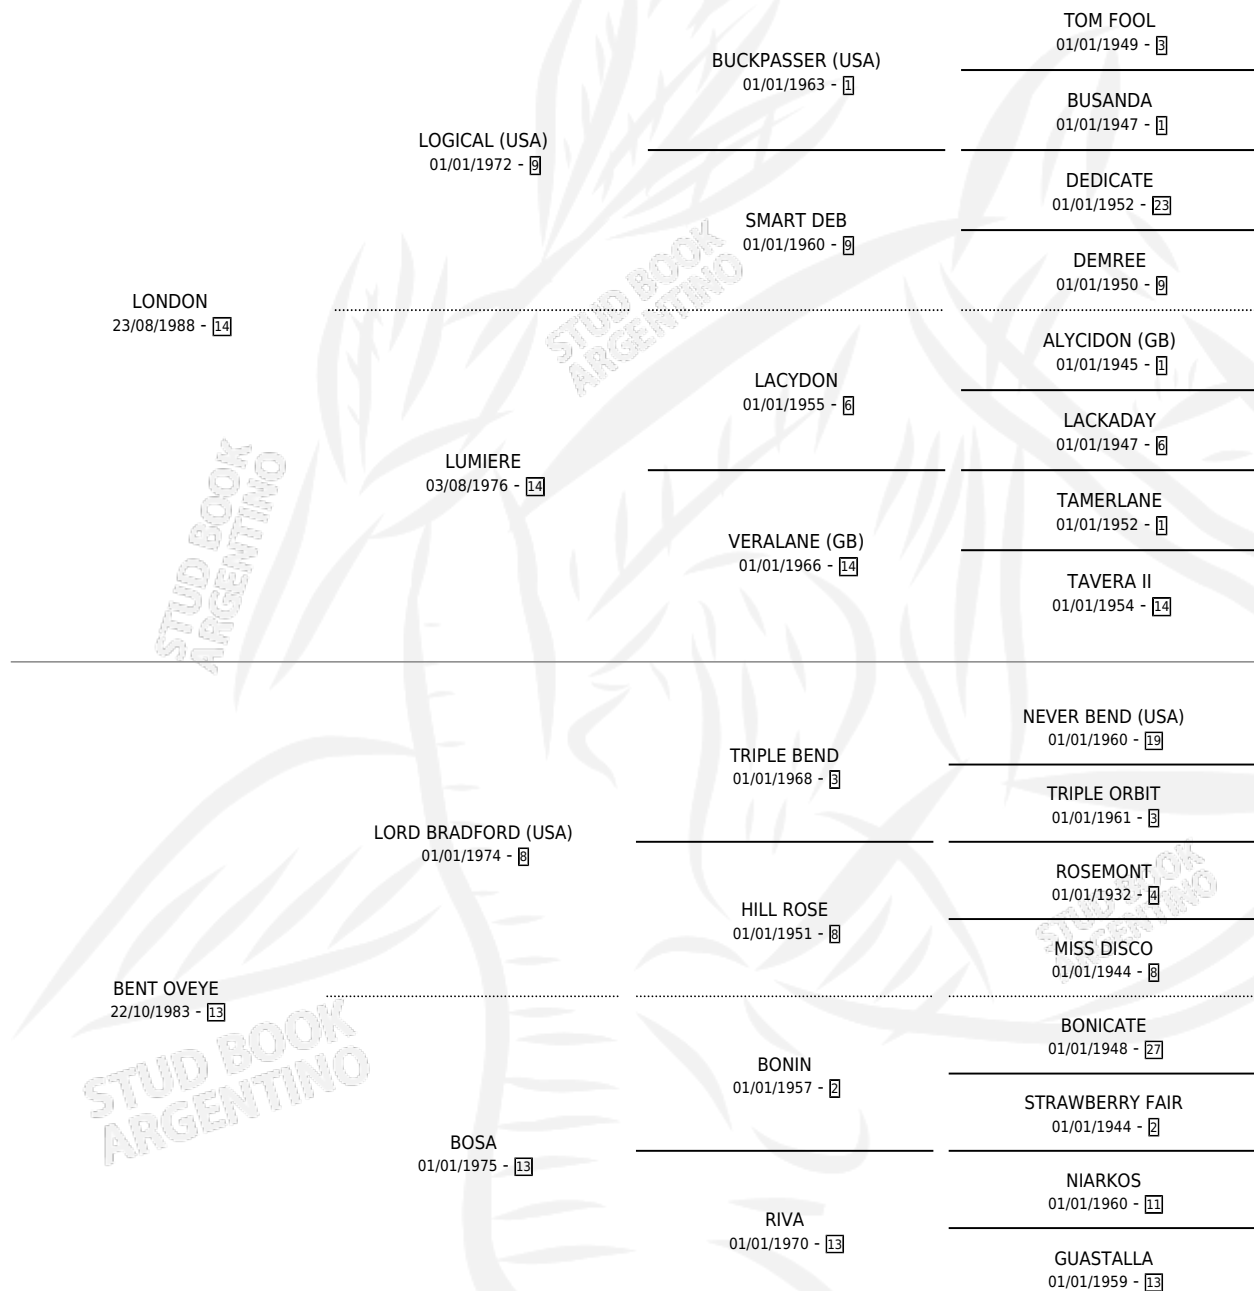 TOM FOOL
01/01/1949 - 3
BUCKPASSER (USA)
01/01/1963 - 1
BUSANDA
01/01/1947 - 1
LOGICAL (USA)
01/01/1972 - 9
DEDICATE
01/01/1952 - 23
SMART DEB
01/01/1960 - 9
DEMREE
01/01/1950 - 9
LONDON
23/08/1988 - 14
STUD BOOK
ARGENTINO
ALYCIDON (GB)
01/01/1945 - 1
LACYDON
01/01/1955 - 6
LACKADAY
01/01/1947 - 6
LUMIERE
03/08/1976 - 14
TAMERLANE
01/01/1952 - 1
VERALANE (GB)
01/01/1966 - 14
TAVERA II
01/01/1954 - 14
STUD BOOK
ARGENTINO
NEVER BEND (USA)
01/01/1960 - 19
TRIPLE BEND
01/01/1968 - 3
TRIPLE ORBIT
01/01/1961 - 3
LORD BRADFORD (USA)
01/01/1974 - 8
ROSEMONT
01/01/1932 - 4
HILL ROSE
01/01/1951 - 8
MISS DISCO
01/01/1944 - 8
STUD BOOK
ARGENTINO
BENT OVEYE
22/10/1983 - 13
BONICATE
01/01/1948 - 27
BONIN
01/01/1957 - 2
STRAWBERRY FAIR
01/01/1944 - 2
STUD BOOK
ARGENTINO
BOSA
01/01/1975 - 13
NIARKOS
01/01/1960 - 11
RIVA
01/01/1970 - 13
GUASTALLA
01/01/1959 - 13